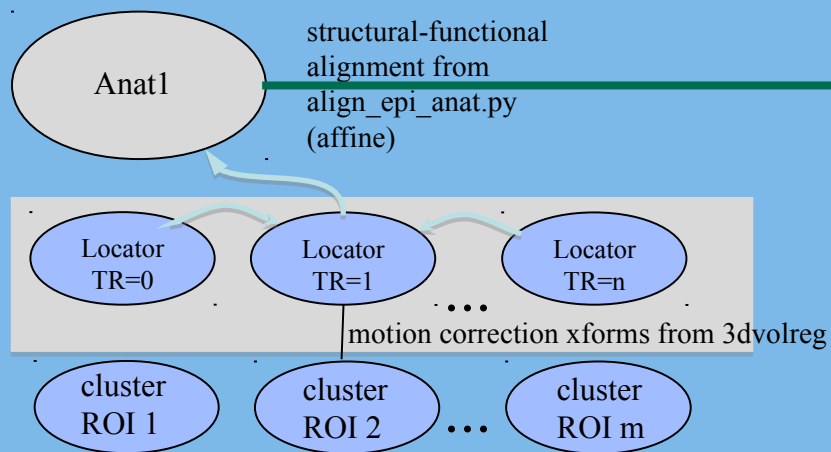 Anat1
structural-functional
alignment from
align_epi_anat.py
(affine)
Locator
TR=0
Locator
TR=1
...
Locator
TR=n
motion correction xforms from 3dvolreg
cluster
ROI 1
cluster
ROI 2
...
cluster
ROI m